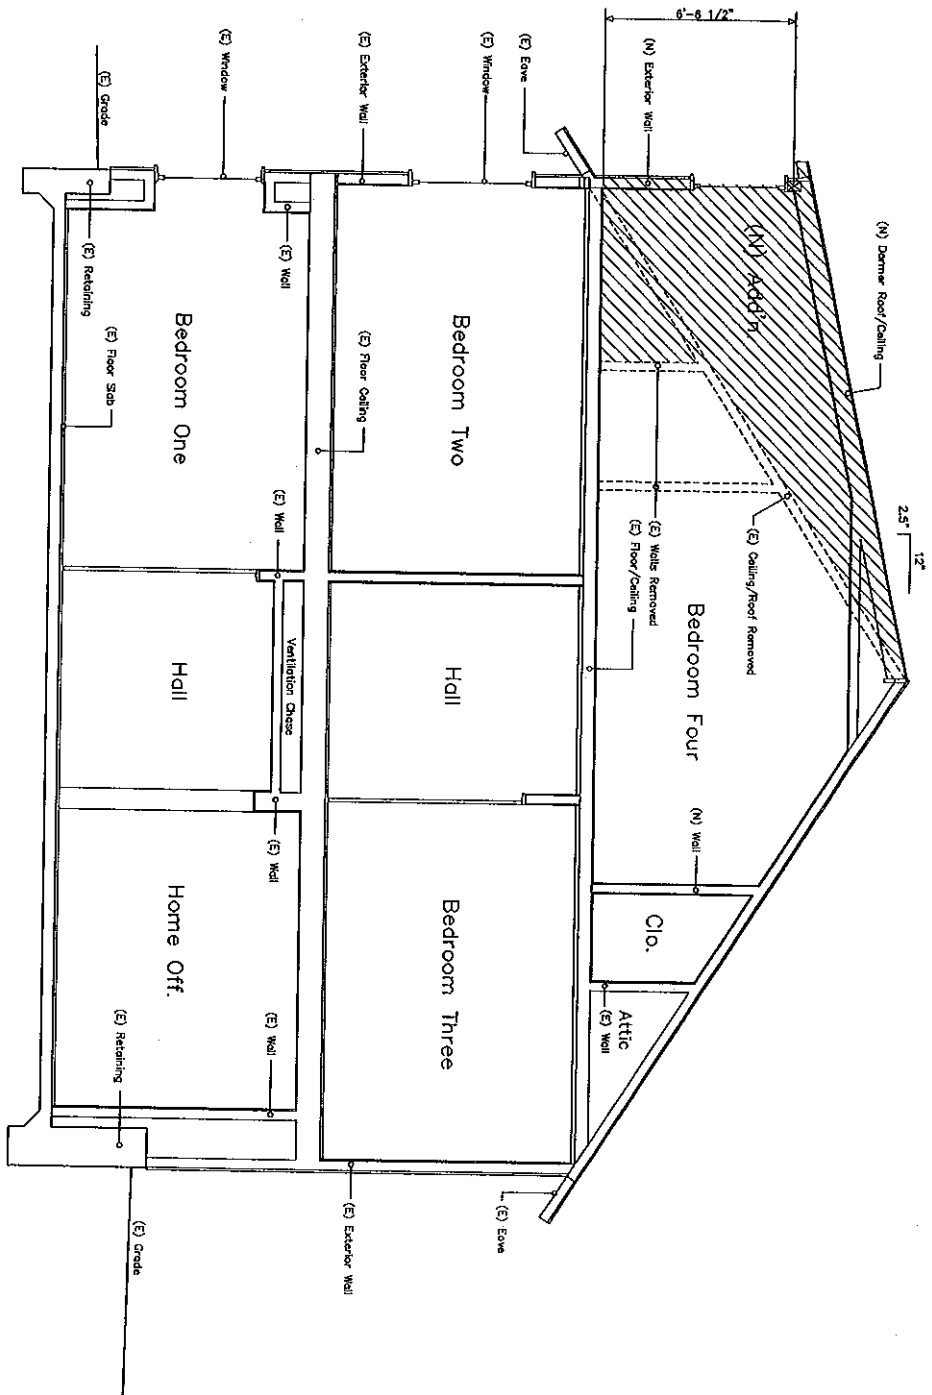 6'-6 1/2"
(N) Dormer Roof/Ceiling
2.5"
12"
(N) Exterior Wall
(E) Eave
(E) Window
(E) Exterior Wall
(E) Window
(E) Grade
(N) Add'n.
(E) Ceiling/Roof Removed
(E) Walls Removed
(E) Floor/Ceiling
Bedroom Four
(N) Wall
Clo.
Attic
(E) Wall
(E) Eave
Bedroom Two
Hall
Bedroom Three
(E) Floor Ceiling
(E) Exterior Wall
(E) Wall
(E) Wall
Ventilation Chase
(E) Wall
(E) Wall
Bedroom One
Hall
Home Off.
(E) Retaining
(E) Floor Slab
(E) Retaining
(E) Grade